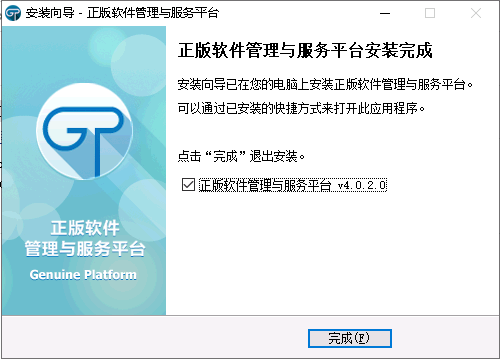 安装向导 - 正版软件管理与服务平台
正版软件管理与服务平台安装完成
安装向导已在您的电脑上安装正版软件管理与服务平台。
可以通过已安装的快捷方式来打开此应用程序。
点击“完成”退出安装。
正版软件管理与服务平台 v4.0.2.0
GP
正版软件
管理与服务平台
Genuine Platform
完成(F)